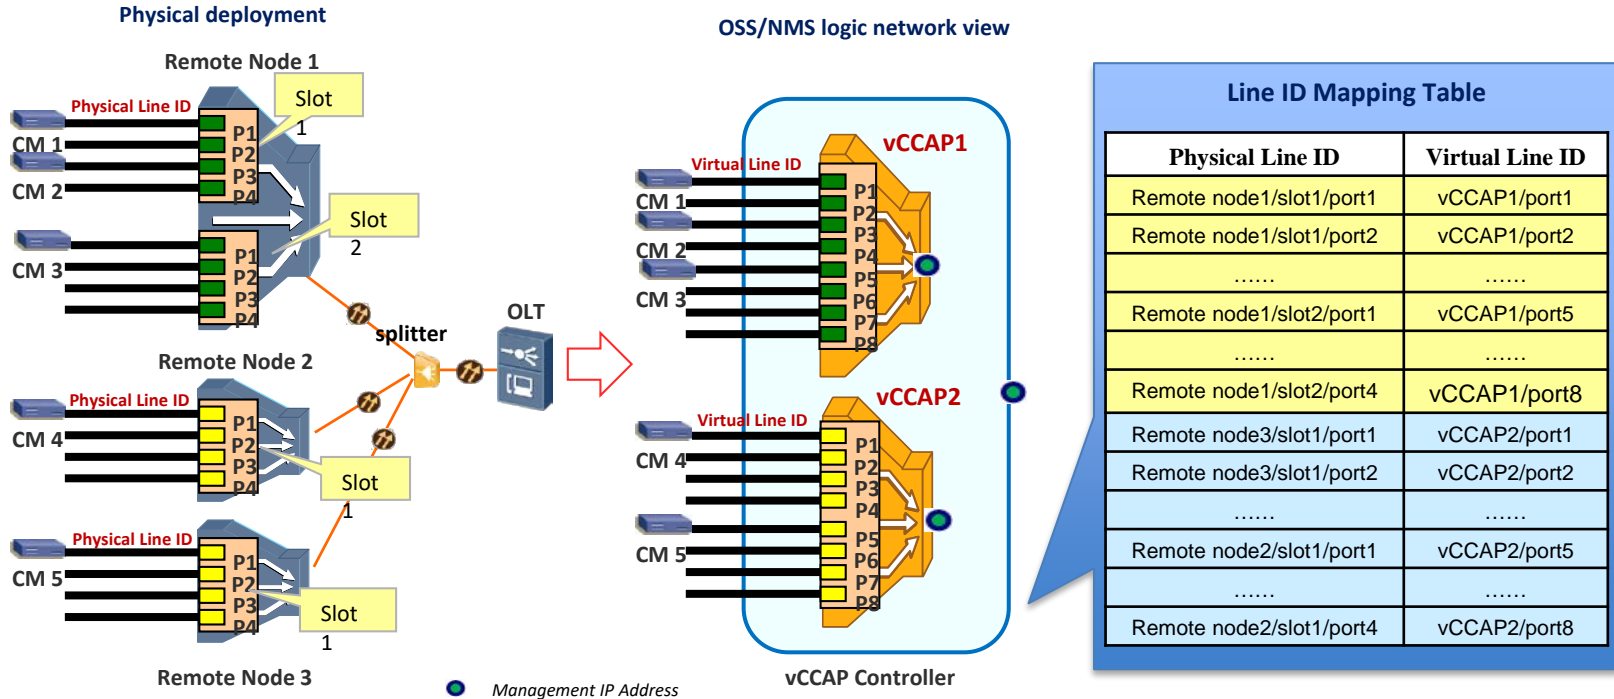 Physical deployment
Remote Node 1
Physical Line ID
Slot
1
P1
P2
P3
P4
CM 1
CM 2
Slot
2
P1
P2
P3
P4
CM 3
Remote Node 2
Physical Line ID
P1
P2
P3
P4
CM 4
Slot
1
Physical Line ID
P1
P2
P3
P4
CM 5
Slot
1
Remote Node 3
splitter
OLT
OSS/NMS logic network view
vCCAP1
Virtual Line ID
CM 1
CM 2
CM 3
P1
P2
P3
P4
P5
P6
P7
P8
vCCAP2
Virtual Line ID
CM 4
CM 5
P1
P2
P3
P4
P5
P6
P7
P8
vCCAP Controller
Management IP Address
Line ID Mapping Table
Physical Line ID Virtual Line ID
Remote node1/slot1/port1 vCCAP1/port1
Remote node1/slot1/port2 vCCAP1/port2
…… ……
Remote node1/slot2/port1 vCCAP1/port5
…… ……
Remote node1/slot2/port4 vCCAP1/port8
Remote node3/slot1/port1 vCCAP2/port1
Remote node3/slot1/port2 vCCAP2/port2
…… ……
Remote node2/slot1/port1 vCCAP2/port5
…… ……
Remote node2/slot1/port4 vCCAP2/port8